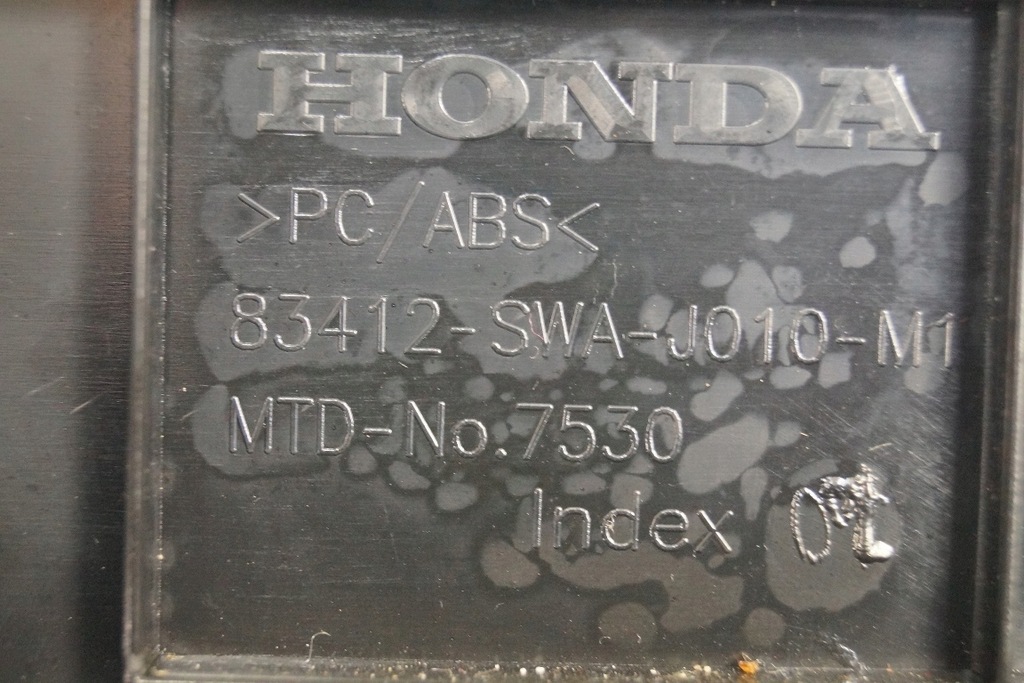 HONDA
>PC/ABS<
83412-SWA-J010-M1
MTD-No.7530
Index